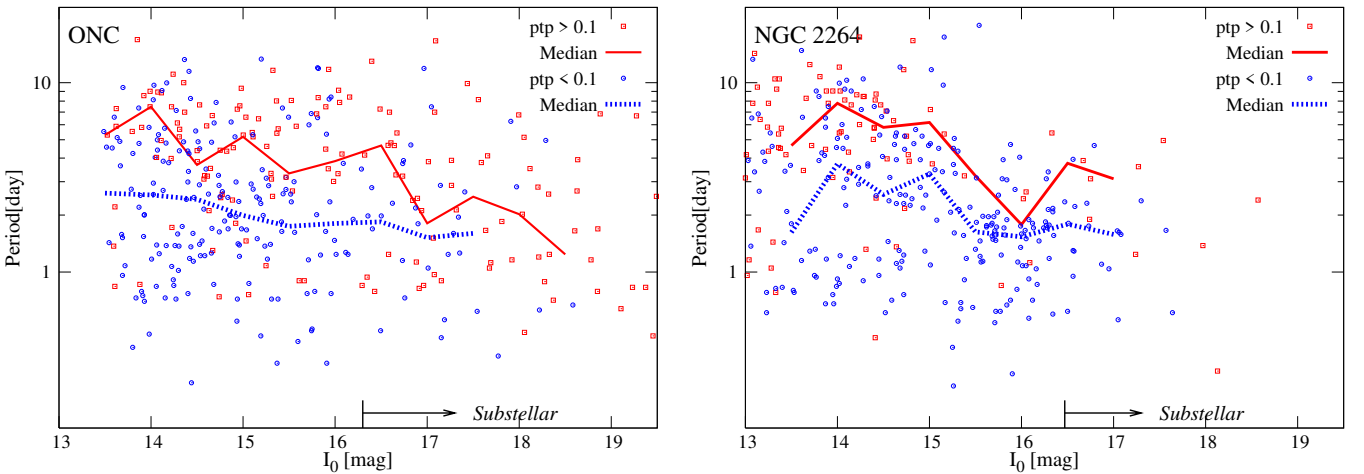 ONC
ptp > 0.1
Median
ptp < 0.1
Median
Period[day]
10
1
Substellar
13 14 15 16 17 18 19
I0 [mag]
NGC 2264
ptp > 0.1
Median
ptp < 0.1
Median
Period[day]
10
1
Substellar
13 14 15 16 17 18 19
I0 [mag]